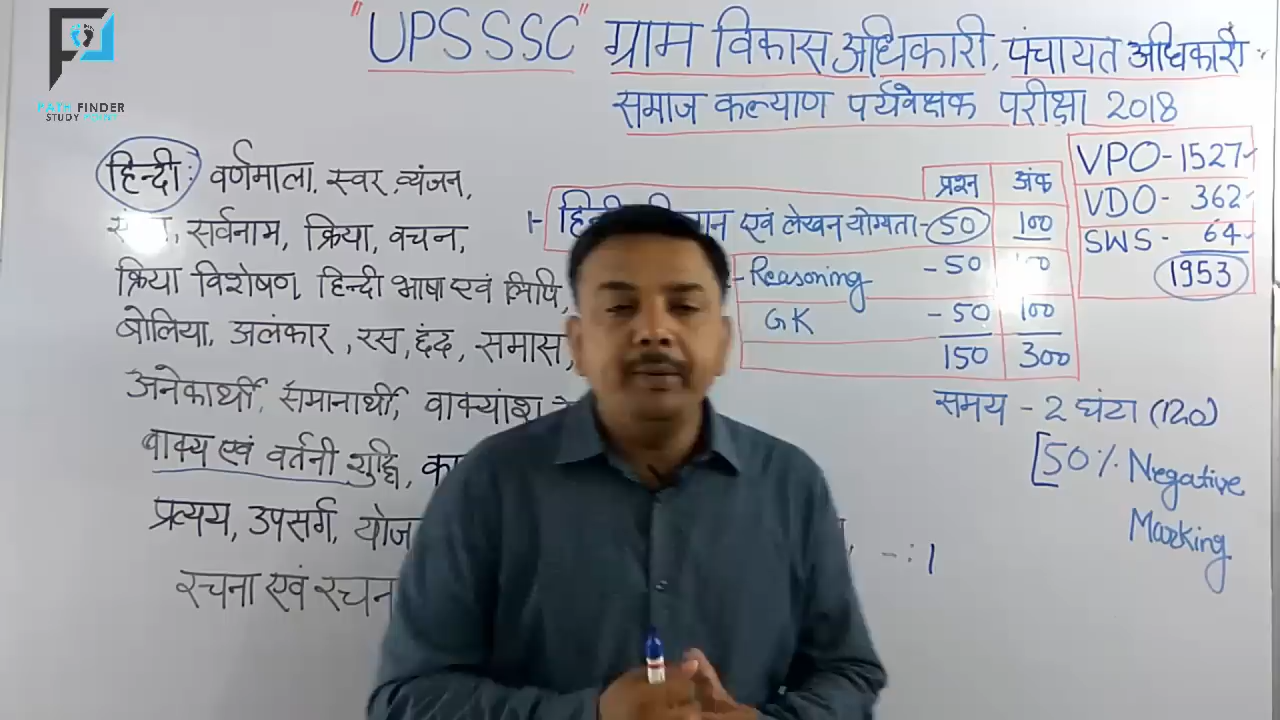 PATH FINDER
STUDY POINT
"UPSSSC" ग्राम विकास अधिकारी, पंचायत अधिकारी
समाज कल्याण पर्यवेक्षक परीक्षा 2018
VPO-1527
VDO- 362
SWS- 64
1953
हिन्दी: वर्णमाला, स्वर, व्यंजन,
सर्वनाम, क्रिया, वचन,
क्रिया विशेषण, हिन्दी भाषा एवं लिपि,
बोलिया, अलंकार, रस, छंद, समास,
अनेकार्थी, समानार्थी, वाक्यांश
वाक्य एवं वर्तनी शुद्धि,
प्रत्यय, उपसर्ग,
रचना एवं
प्रश्न अंक
1- एवं लेखन योग्यता-50 100
Reasoning -50
GK -50 100
150 300
समय - 2 घंटा (120)
[50% Negative
Marking